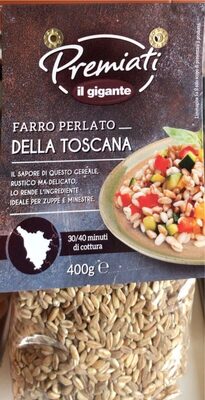 Premiati
il gigante
FARRO PERLATO
DELLA TOSCANA
IL SAPORE DI QUESTO CEREALE,
RUSTICO MA DELICATO,
LO RENDE L'INGREDIENTE
IDEALE PER ZUPPE E MINESTRE.
30/40 minuti
di cottura
400g ℮